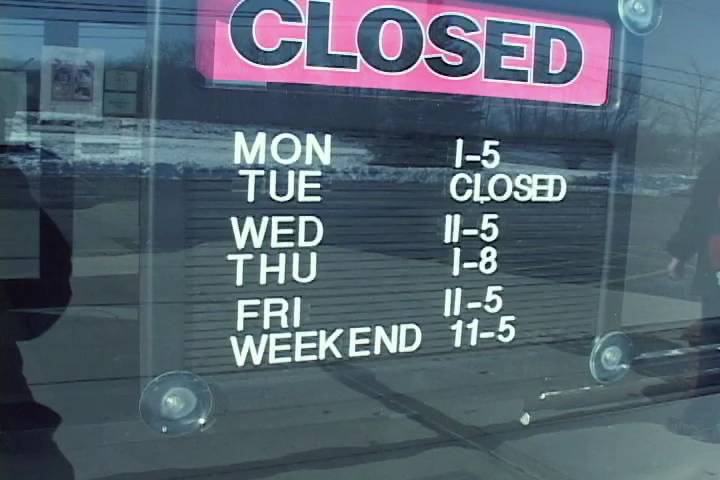 CLOSED
MON 1-5
TUE CLOSED
WED 11-5
THU 1-8
FRI 11-5
WEEKEND 11-5